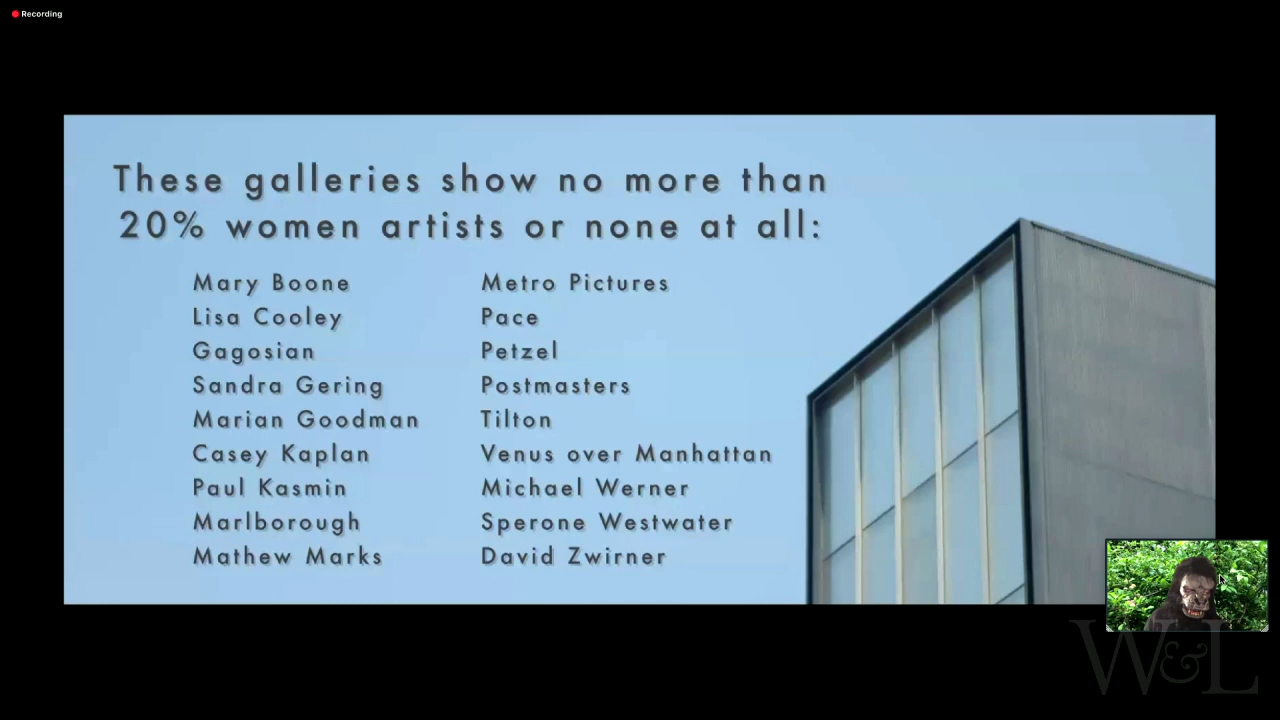 Recording
These galleries show no more than
20% women artists or none at all:
Mary Boone
Lisa Cooley
Gagosian
Sandra Gering
Marian Goodman
Casey Kaplan
Paul Kasmin
Marlborough
Mathew Marks
Metro Pictures
Pace
Petzel
Postmasters
Tilton
Venus over Manhattan
Michael Werner
Sperone Westwater
David Zwirner
W&L